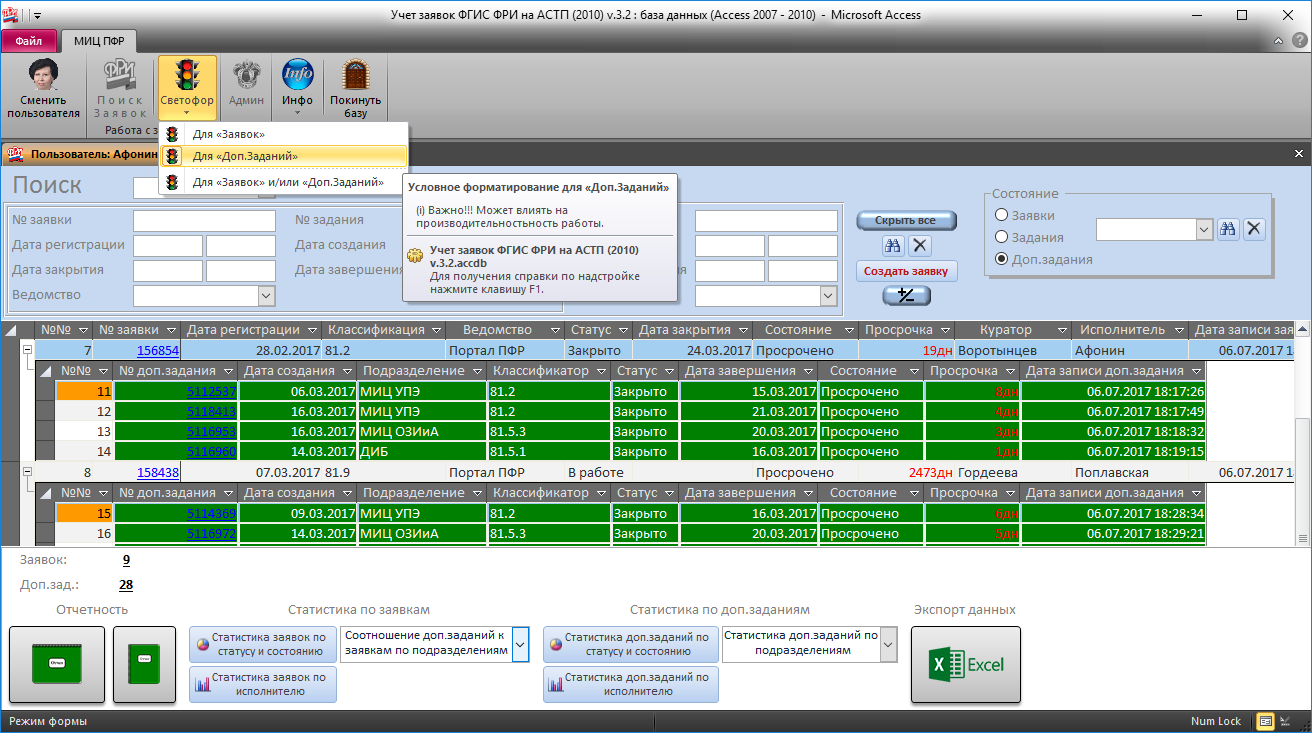 Учет заявок ФГИС ФРИ на АСТП (2010) v.3.2 : база данных (Access 2007 - 2010) - Microsoft Access
Файл
МИЦ ПФР
Сменить пользователя
Поиск Заявок
Светофор
Админ
Инфо
Покинуть базу
Работа с з
Для «Заявок»
Для «Доп.Заданий»
Для «Заявок» и/или «Доп.Заданий»
Пользователь: Афонин
Условное форматирование для «Доп.Заданий»
(i) Важно!!! Может влиять на
производительностьность работы.
Учет заявок ФГИС ФРИ на АСТП (2010)
v.3.2.accdb
Для получения справки по надстройке
нажмите клавишу F1.
Поиск
№ заявки
№ задания
Дата регистрации
Дата создания
Дата закрытия
Дата завершения
Ведомство
Скрыть все
Создать заявку
Состояние
Заявки
Задания
Доп.задания
№№ № заявки Дата регистрации Классификация Ведомство Статус Дата закрытия Состояние Просрочка Куратор Исполнитель Дата записи зая
7 156854 28.02.2017 81.2 Портал ПФР Закрыто 24.03.2017 Просрочено 19дн Воротынцев Афонин 06.07.2017 1
№№ № доп.задания Дата создания Подразделение Классификатор Статус Дата завершения Состояние Просрочка Дата записи доп.задания
11 5112537 06.03.2017 МИЦ УПЭ 81.2 Закрыто 15.03.2017 Просрочено 8дн 06.07.2017 18:17:26
12 5118413 16.03.2017 МИЦ УПЭ 81.2 Закрыто 21.03.2017 Просрочено 4дн 06.07.2017 18:17:49
13 5116953 16.03.2017 МИЦ ОЗИиА 81.5.3 Закрыто 20.03.2017 Просрочено 3дн 06.07.2017 18:18:32
14 5116960 14.03.2017 ДИБ 81.5.1 Закрыто 16.03.2017 Просрочено 1дн 06.07.2017 18:19:15
8 158438 07.03.2017 81.9 Портал ПФР В работе Просрочено 2473дн Гордеева Поплавская 06.07.2017 1
№№ № доп.задания Дата создания Подразделение Классификатор Статус Дата завершения Состояние Просрочка Дата записи доп.задания
15 5114369 09.03.2017 МИЦ УПЭ 81.2 Закрыто 16.03.2017 Просрочено 6дн 06.07.2017 18:28:34
16 5116972 14.03.2017 МИЦ ОЗИиА 81.5.3 Закрыто 20.03.2017 Просрочено 5дн 06.07.2017 18:29:21
Заявок: 9
Доп.зад.: 28
Отчетность
Статистика по заявкам
Статистика по доп.заданиям
Экспорт данных
Статистика заявок по
статусу и состоянию
Соотношение доп.заданий к
заявкам по подразделениям
Статистика доп.заданий по
статусу и состоянию
Статистика доп.заданий по
подразделениям
Excel
Статистика заявок по
исполнителю
Статистика доп.заданий по
исполнителю
Режим формы
Num Lock